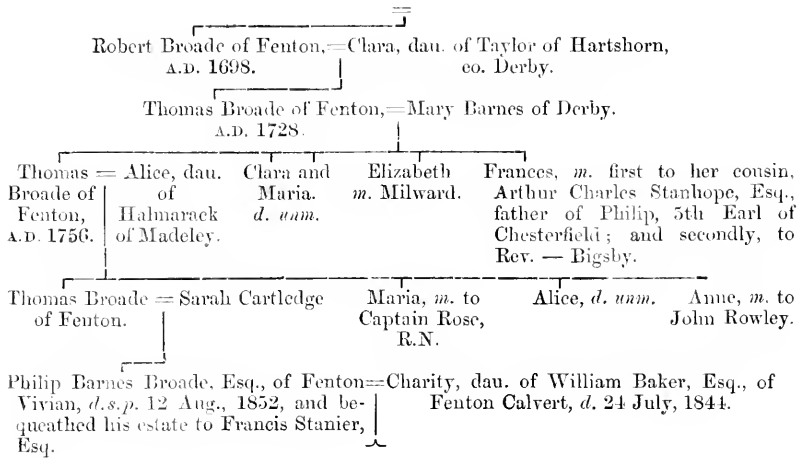 Robert Broade of Fenton,=Clara, dau. of Taylor of Hartshorn,
A.D. 1698. co. Derby.
Thomas Broade of Fenton,=Mary Barnes of Derby.
A.D. 1728.
Thomas = Alice, dau. Clara and Elizabeth Frances, m. first to her cousin,
Broade of of Maria. m. Milward. Arthur Charles Stanhope, Esq.,
Fenton, Halmarack d. unm. father of Philip, 5th Earl of
A.D. 1756. of Madeley. Chesterfield; and secondly, to
Rev. — Bigsby.
Thomas Broade = Sarah Cartledge Maria, m. to Alice, d. unm. Anne, m. to
of Fenton. Captain Rose, John Rowley.
R.N.
Philip Barnes Broade, Esq., of Fenton=Charity, dau. of William Baker, Esq., of
Vivian, d.s.p. 12 Aug., 1852, and be- Fenton Calvert, d. 24 July, 1844.
queathed his estate to Francis Stanier,
Esq.